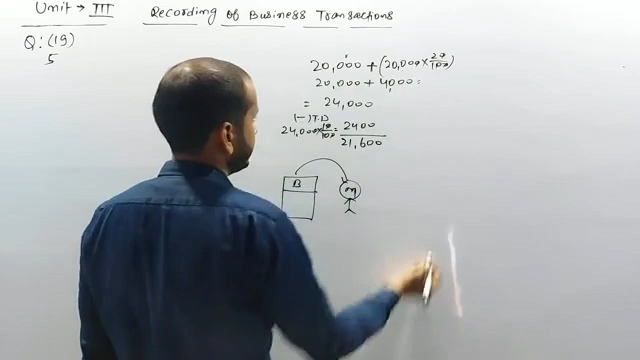 Unit → III Recording of Business Transactions
Q: (19)
5
20,000 + (20,000 × 20/100)
20,000 + 4,000 =
= 24,000
(-) T.D
24,000 × 10/100 = 2400
21,600
B
m